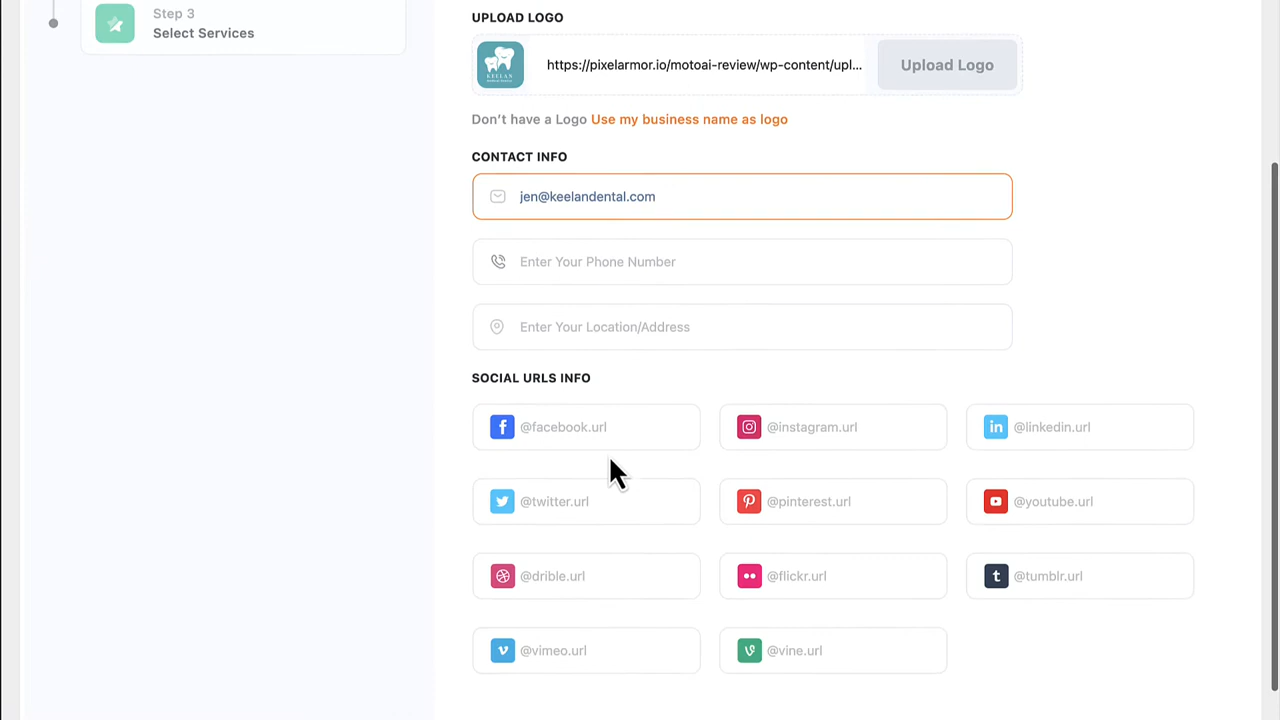 Step 3
Select Services
UPLOAD LOGO
KEELAN
https://pixelarmor.io/motoai-review/wp-content/upl...
Upload Logo
Don't have a Logo Use my business name as logo
CONTACT INFO
jen@keelandental.com
Enter Your Phone Number
Enter Your Location/Address
SOCIAL URLS INFO
@facebook.url
@instagram.url
@linkedin.url
@twitter.url
@pinterest.url
@youtube.url
@drible.url
@flickr.url
@tumblr.url
@vimeo.url
@vine.url